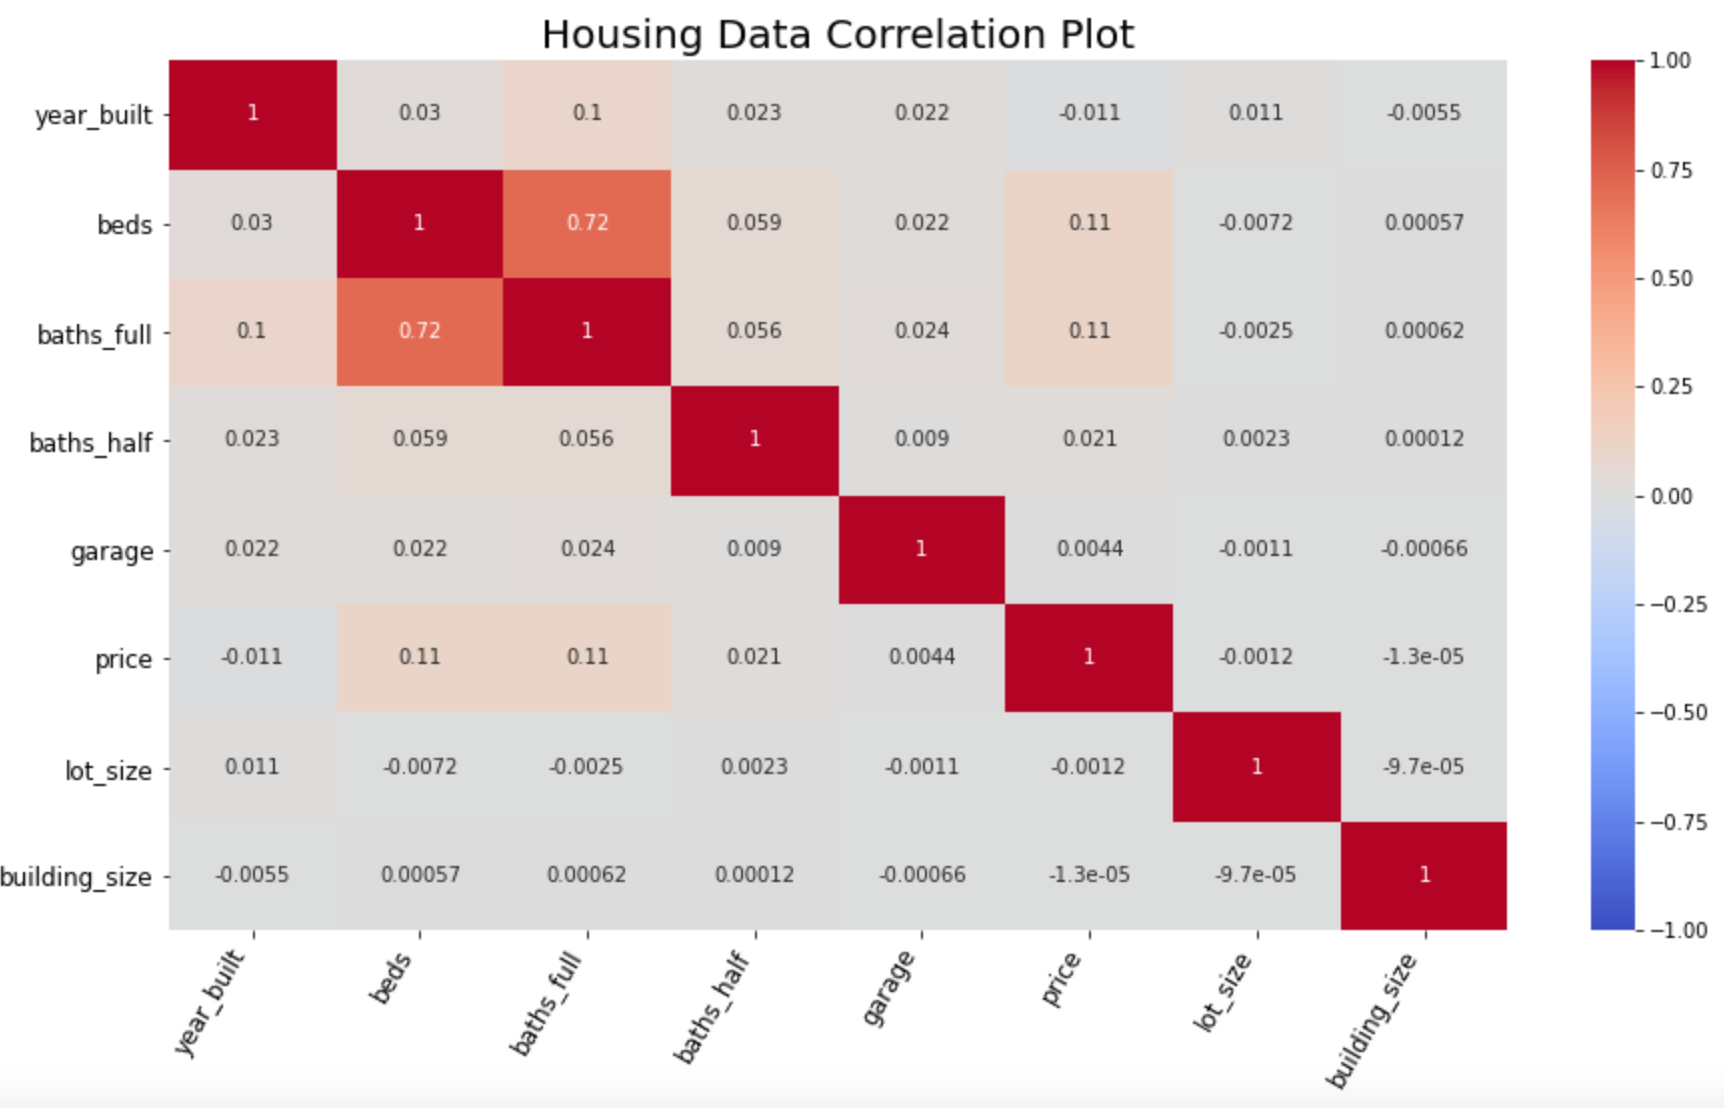 Housing Data Correlation Plot
year_built 1 0.03 0.1 0.023 0.022 -0.011 0.011 -0.0055
beds 0.03 1 0.72 0.059 0.022 0.11 -0.0072 0.00057
baths_full 0.1 0.72 1 0.056 0.024 0.11 -0.0025 0.00062
baths_half 0.023 0.059 0.056 1 0.009 0.021 0.0023 0.00012
garage 0.022 0.022 0.024 0.009 1 0.0044 -0.0011 -0.00066
price -0.011 0.11 0.11 0.021 0.0044 1 -0.0012 -1.3e-05
lot_size 0.011 -0.0072 -0.0025 0.0023 -0.0011 -0.0012 1 -9.7e-05
building_size -0.0055 0.00057 0.00062 0.00012 -0.00066 -1.3e-05 -9.7e-05 1
year_built beds baths_full baths_half garage price lot_size building_size
1.00
0.75
0.50
0.25
0.00
−0.25
−0.50
−0.75
−1.00